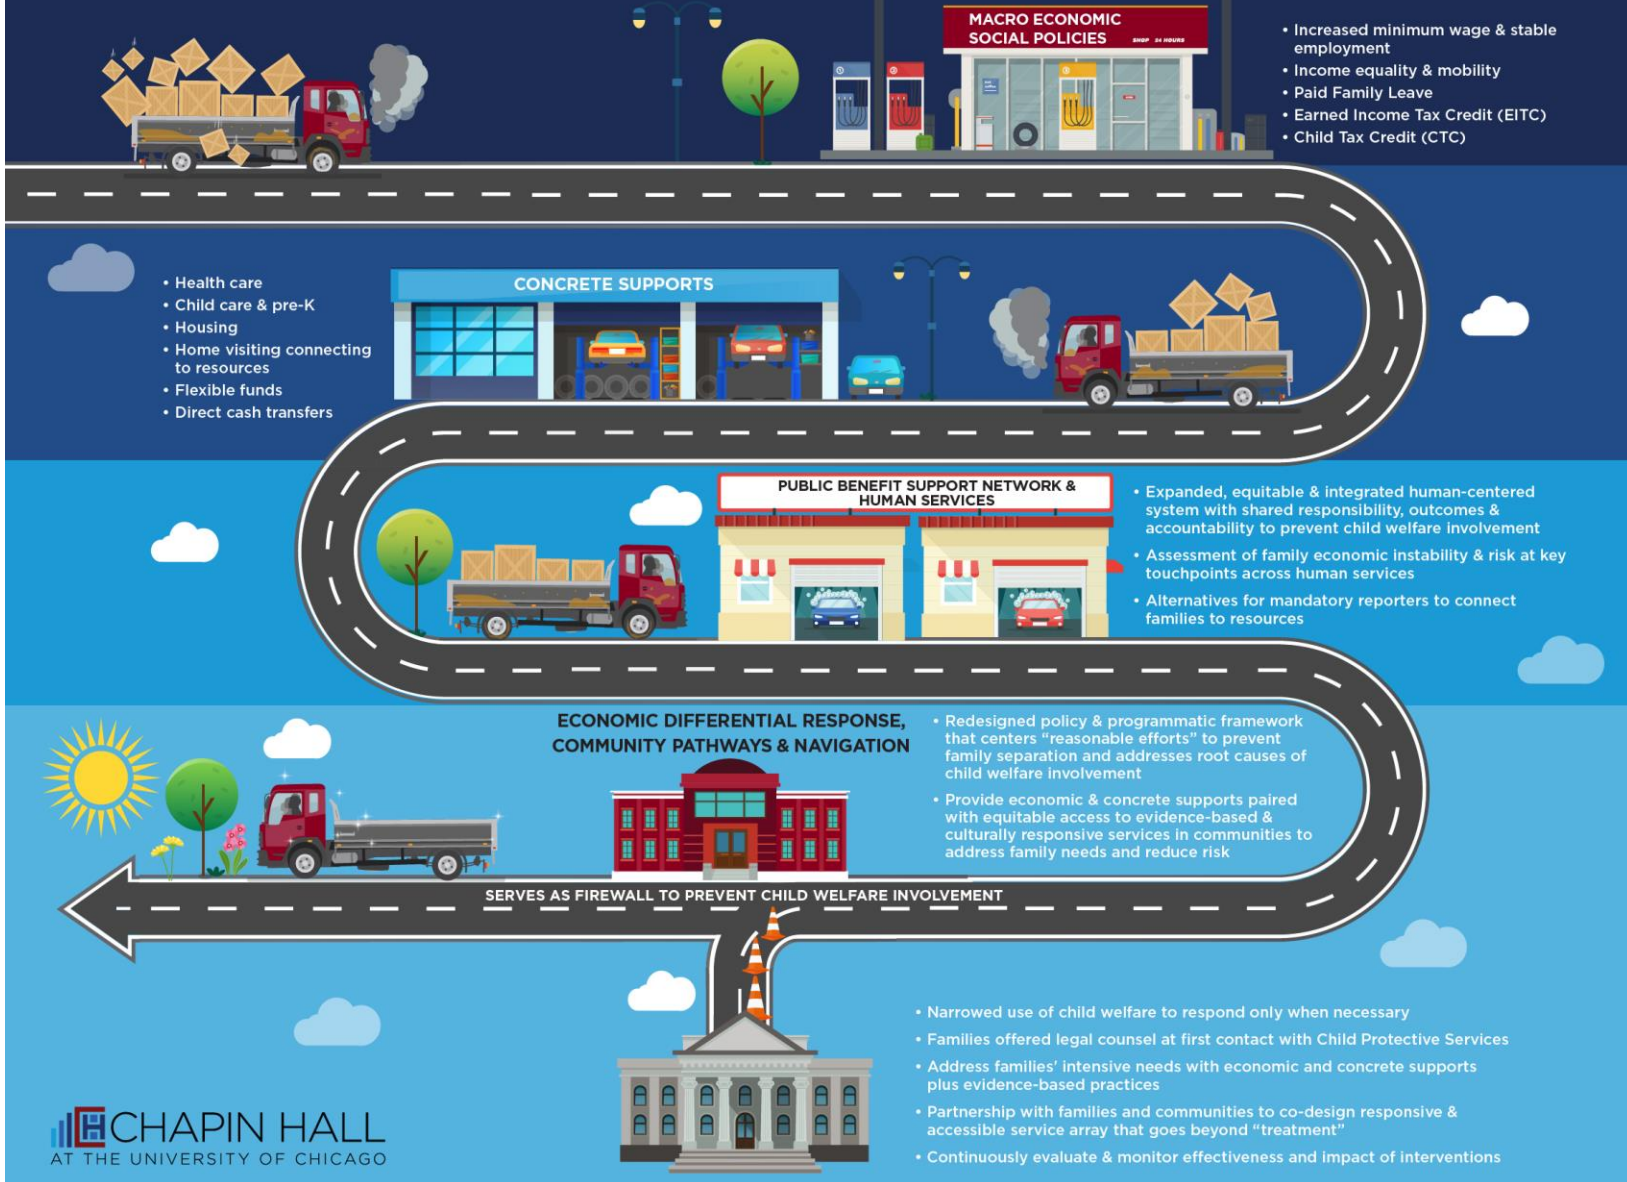 MACRO ECONOMIC
SOCIAL POLICIES
SHOP 24 HOURS
• Increased minimum wage & stable
employment
• Income equality & mobility
• Paid Family Leave
• Earned Income Tax Credit (EITC)
• Child Tax Credit (CTC)
• Health care
• Child care & pre-K
• Housing
• Home visiting connecting
to resources
• Flexible funds
• Direct cash transfers
CONCRETE SUPPORTS
PUBLIC BENEFIT SUPPORT NETWORK &
HUMAN SERVICES
• Expanded, equitable & integrated human-centered
system with shared responsibility, outcomes &
accountability to prevent child welfare involvement
• Assessment of family economic instability & risk at key
touchpoints across human services
• Alternatives for mandatory reporters to connect
families to resources
ECONOMIC DIFFERENTIAL RESPONSE,
COMMUNITY PATHWAYS & NAVIGATION
• Redesigned policy & programmatic framework
that centers “reasonable efforts” to prevent
family separation and addresses root causes of
child welfare involvement
• Provide economic & concrete supports paired
with equitable access to evidence-based &
culturally responsive services in communities to
address family needs and reduce risk
SERVES AS FIREWALL TO PREVENT CHILD WELFARE INVOLVEMENT
• Narrowed use of child welfare to respond only when necessary
• Families offered legal counsel at first contact with Child Protective Services
• Address families’ intensive needs with economic and concrete supports
plus evidence-based practices
• Partnership with families and communities to co-design responsive &
accessible service array that goes beyond “treatment”
• Continuously evaluate & monitor effectiveness and impact of interventions
CHAPIN HALL
AT THE UNIVERSITY OF CHICAGO